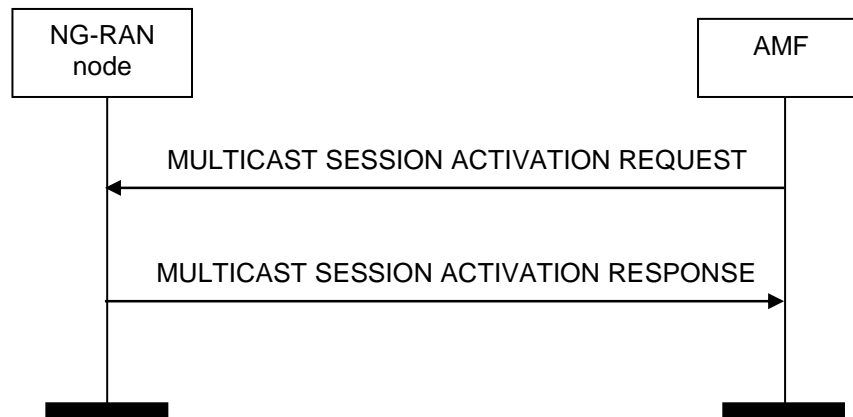 NG-RAN
node
AMF
MULTICAST SESSION ACTIVATION REQUEST
MULTICAST SESSION ACTIVATION RESPONSE